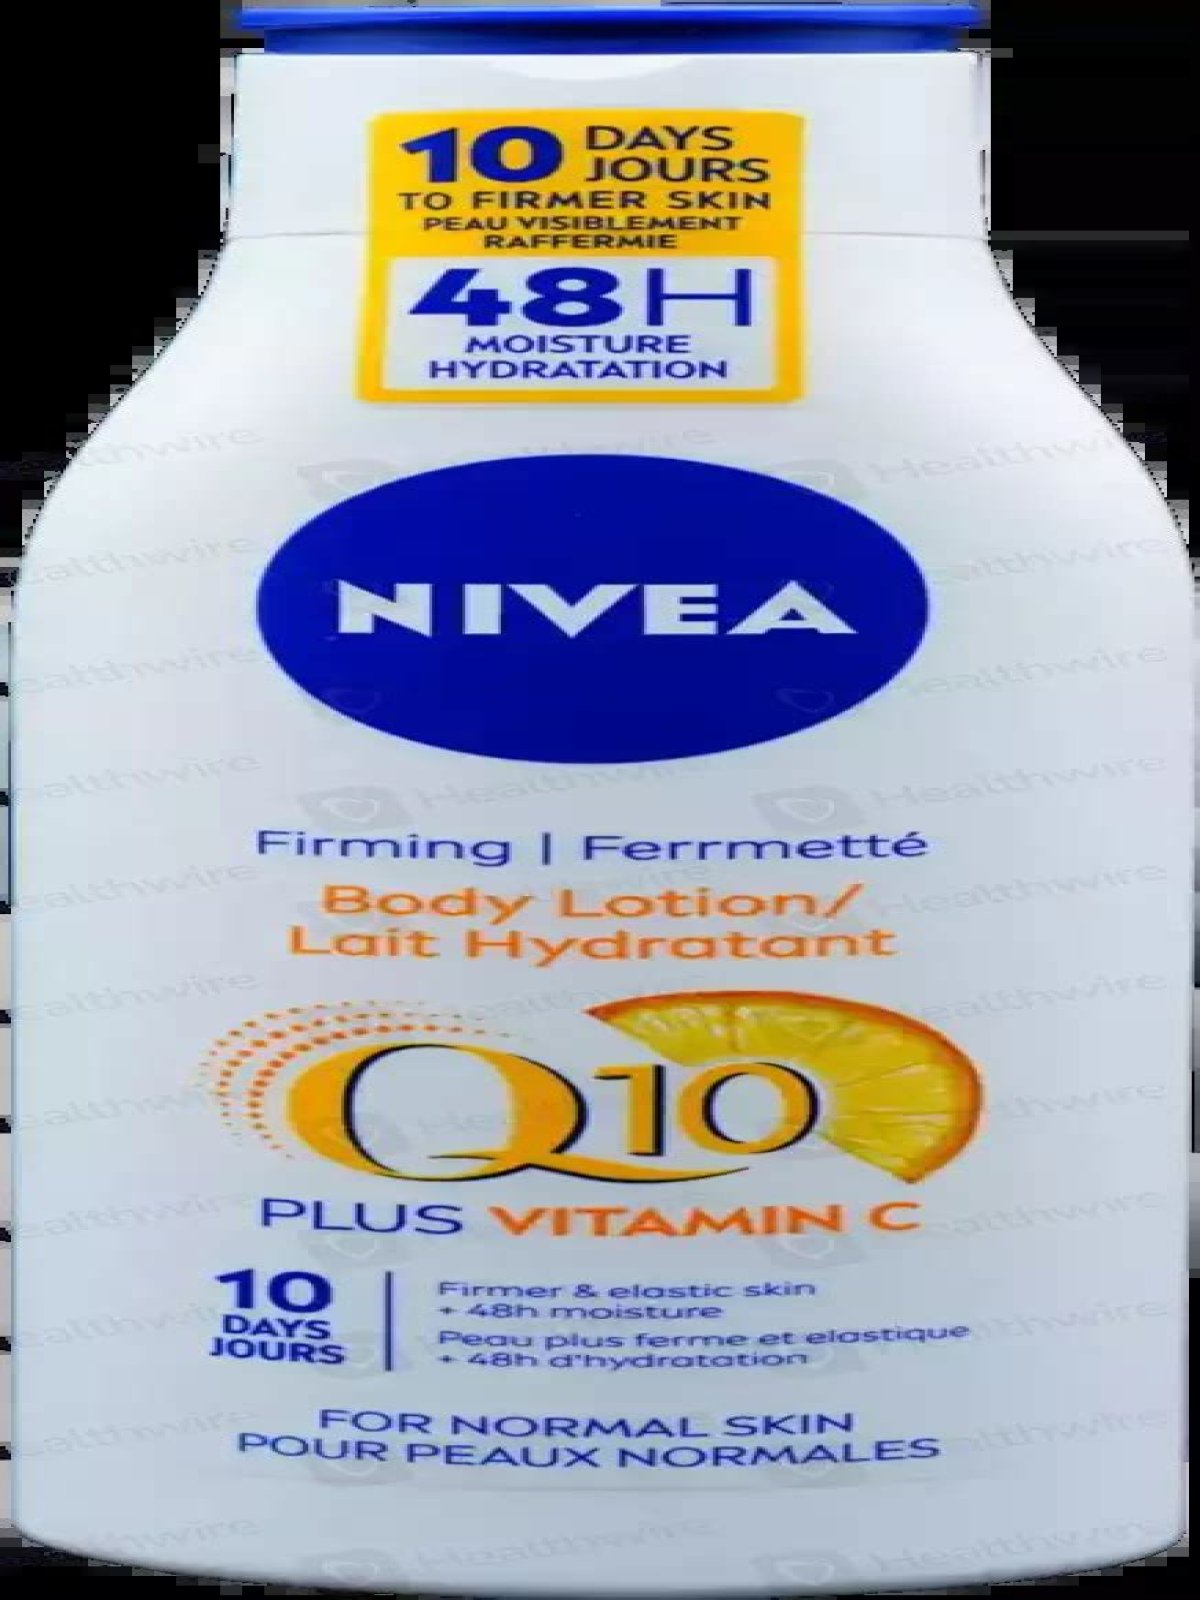 10 DAYS
JOURS
TO FIRMER SKIN
PEAU VISIBLEMENT
RAFFERMIE
48H
MOISTURE
HYDRATATION
NIVEA
Firming | Ferrmetté
Body Lotion/
Lait Hydratant
Q10
PLUS VITAMIN C
10
DAYS
JOURS
Firmer & elastic skin
+ 48h moisture
Peau plus ferme et elastique
+ 48h d'hydratation
FOR NORMAL SKIN
POUR PEAUX NORMALES
Healthwire